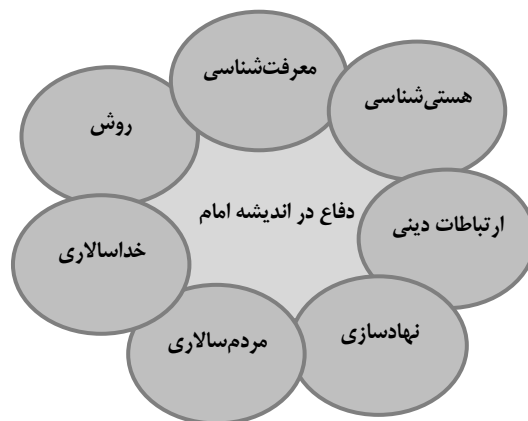 معرفت‌شناسی
هستی‌شناسی
روش
ارتباطات دینی
دفاع در اندیشه امام
خداسالاری
نهادسازی
مردم‌سالاری